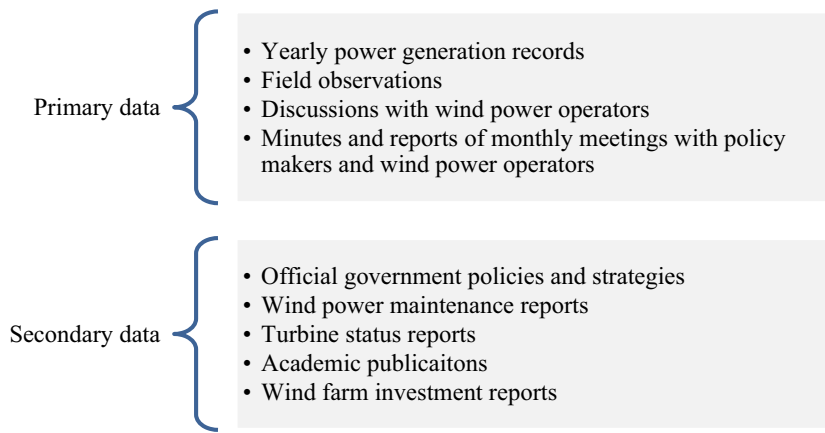 Primary data
• Yearly power generation records
• Field observations
• Discussions with wind power operators
• Minutes and reports of monthly meetings with policy
makers and wind power operators
Secondary data
• Official government policies and strategies
• Wind power maintenance reports
• Turbine status reports
• Academic publicaitons
• Wind farm investment reports